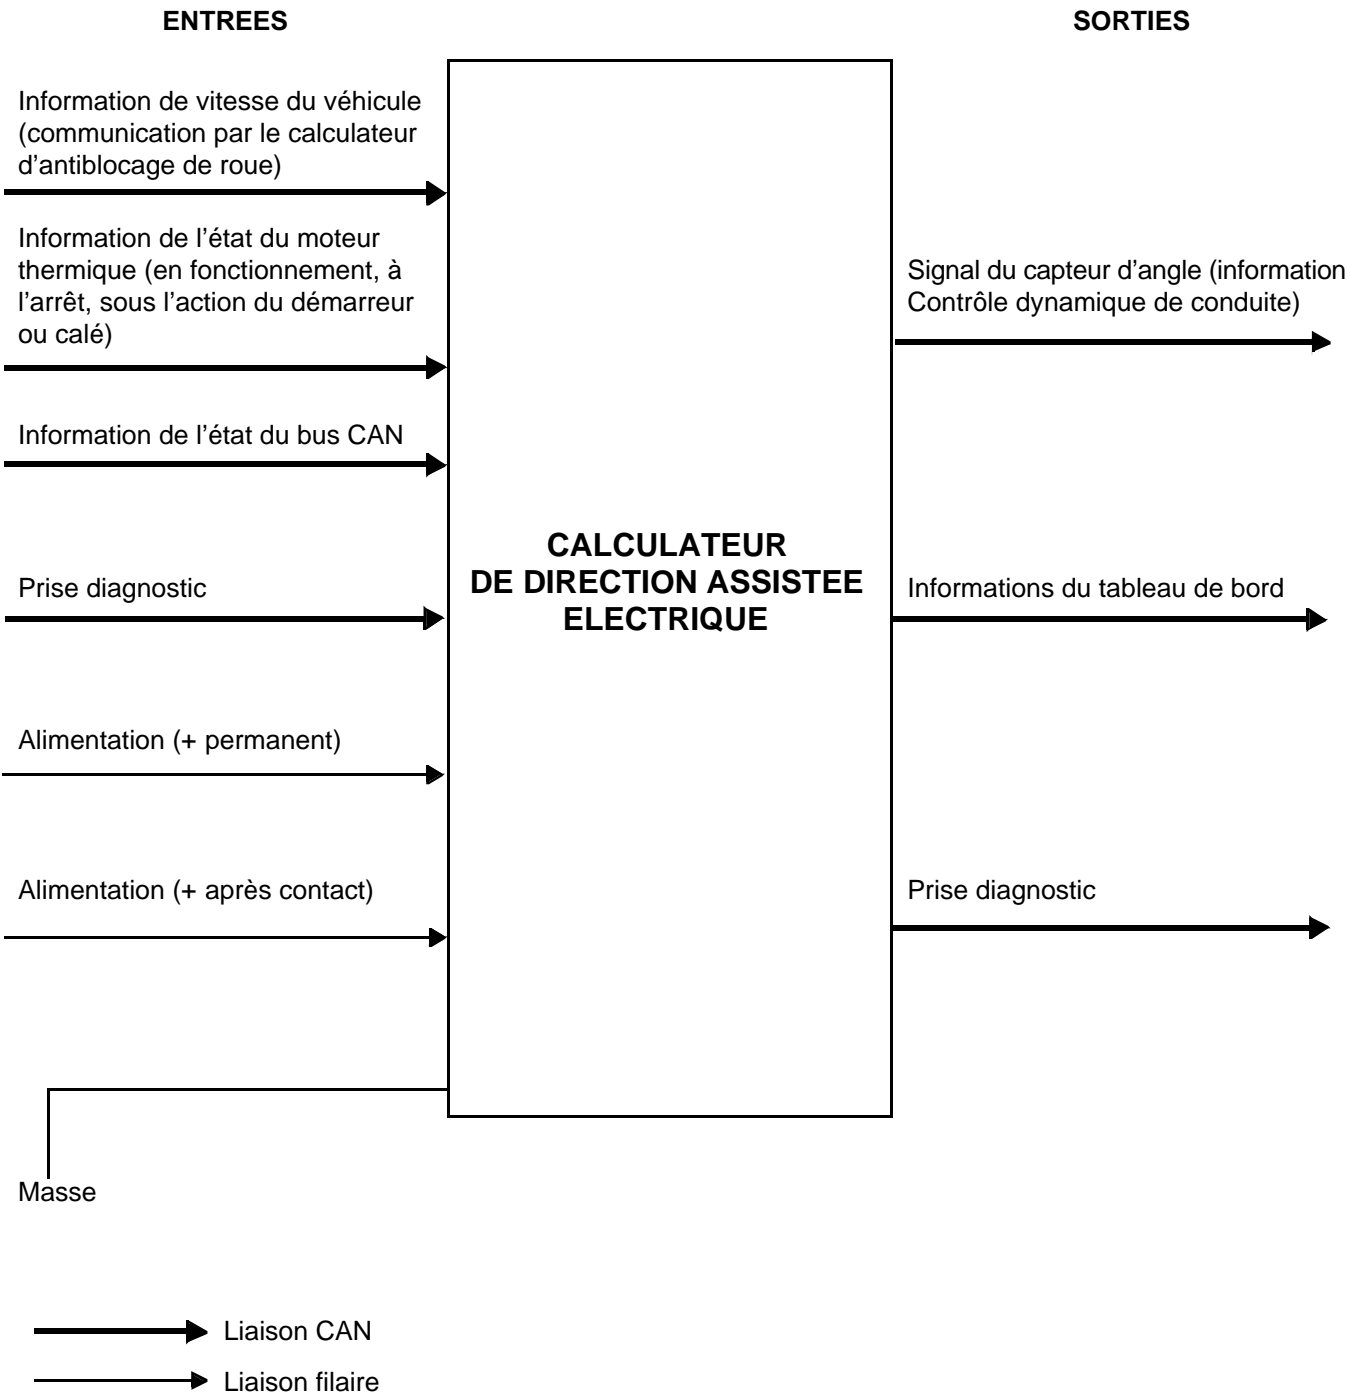 ENTREES
SORTIES
Information de vitesse du véhicule
(communication par le calculateur
d'antiblocage de roue)
Information de l'état du moteur
thermique (en fonctionnement, à
l'arrêt, sous l'action du démarreur
ou calé)
Information de l'état du bus CAN
Prise diagnostic
Alimentation (+ permanent)
Alimentation (+ après contact)
Masse
CALCULATEUR
DE DIRECTION ASSISTEE
ELECTRIQUE
Signal du capteur d'angle (information
Contrôle dynamique de conduite)
Informations du tableau de bord
Prise diagnostic
Liaison CAN
Liaison filaire